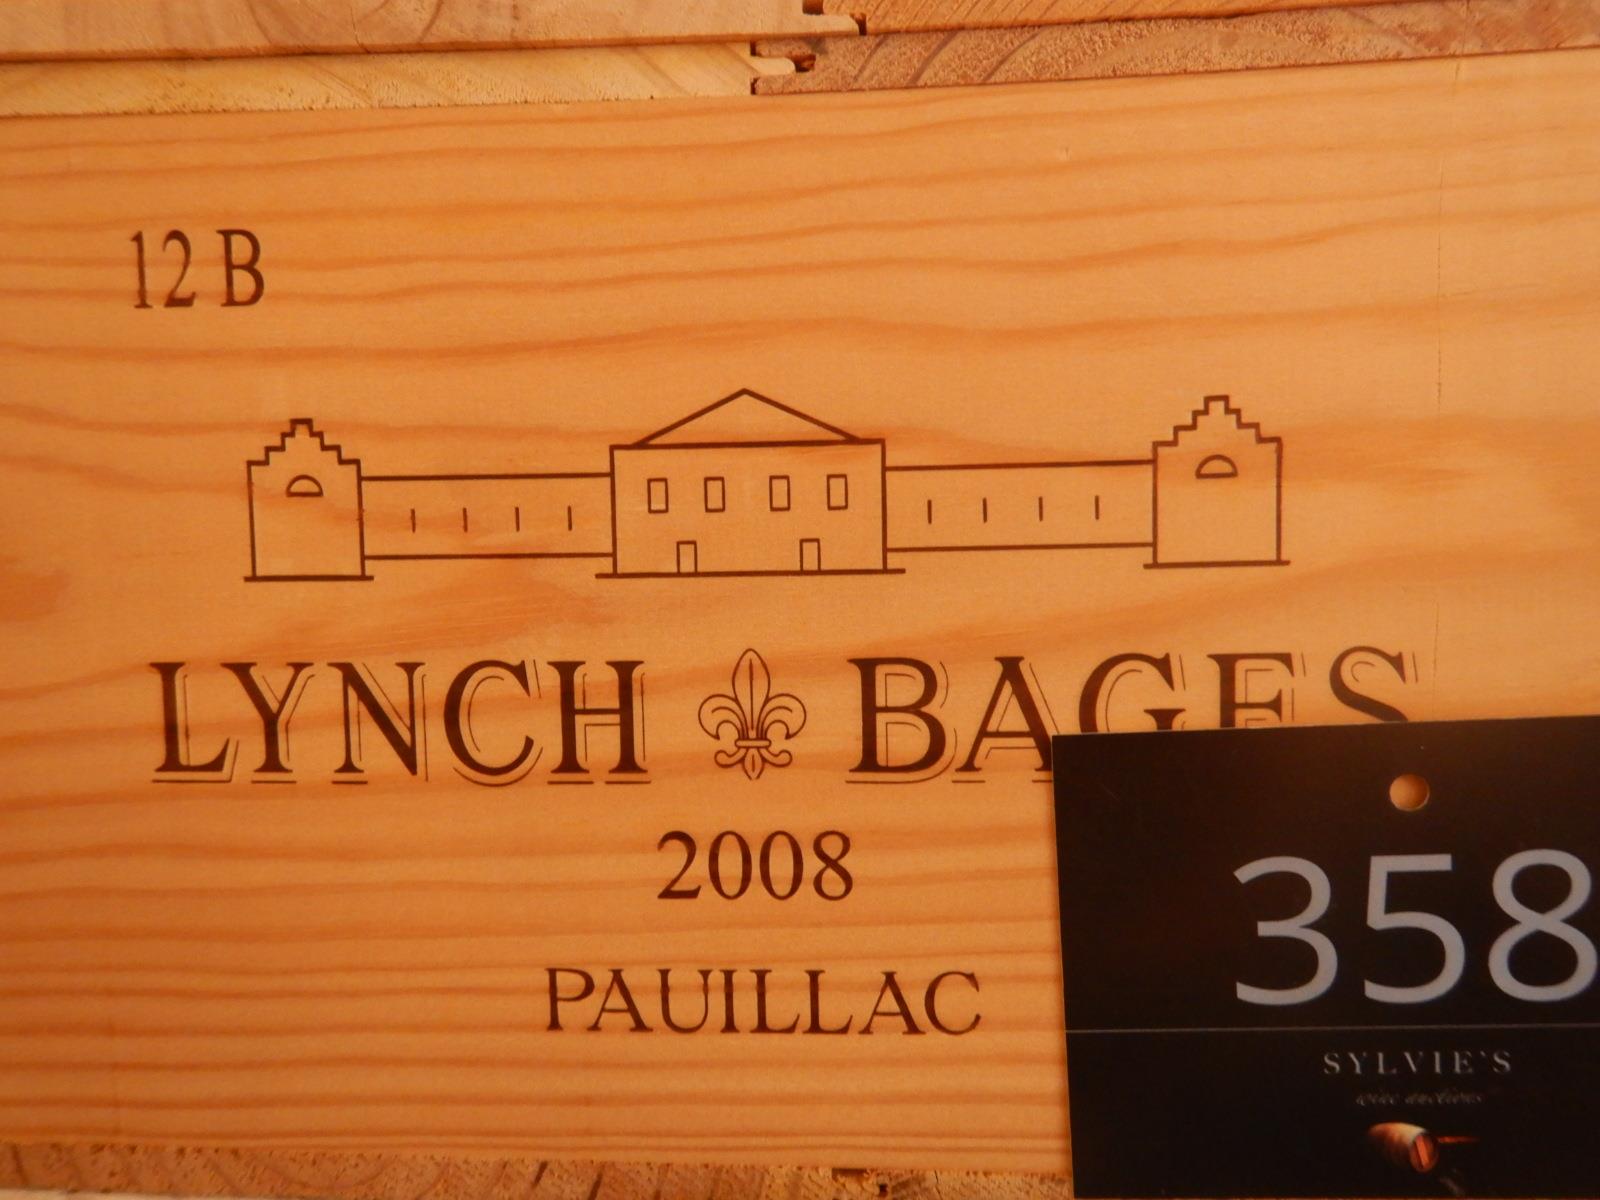 12 B
LYNCH BAGES
2008
PAUILLAC
358
SYLVIE'S
wine auctions